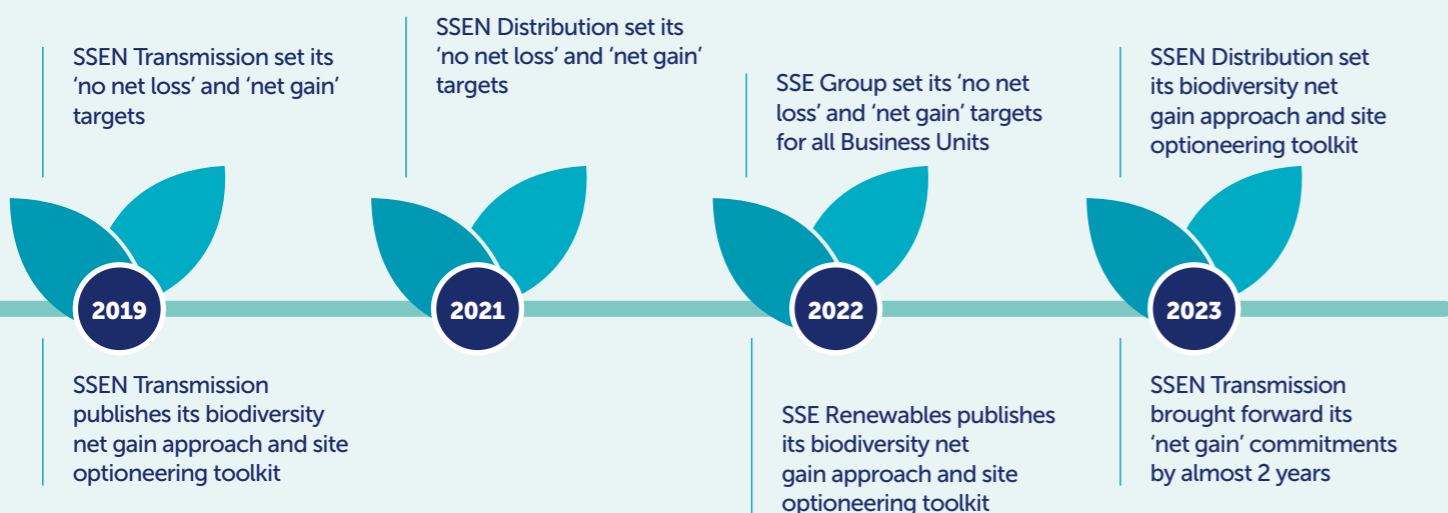 SSEN Transmission set its
‘no net loss’ and ‘net gain’
targets
SSEN Distribution set its
‘no net loss’ and ‘net gain’
targets
SSE Group set its ‘no net
loss’ and ‘net gain’ targets
for all Business Units
SSEN Distribution set
its biodiversity net
gain approach and site
optioneering toolkit
2019
2021
2022
2023
SSEN Transmission
publishes its biodiversity
net gain approach and site
optioneering toolkit
SSE Renewables publishes
its biodiversity net
gain approach and site
optioneering toolkit
SSEN Transmission
brought forward its
‘net gain’ commitments
by almost 2 years